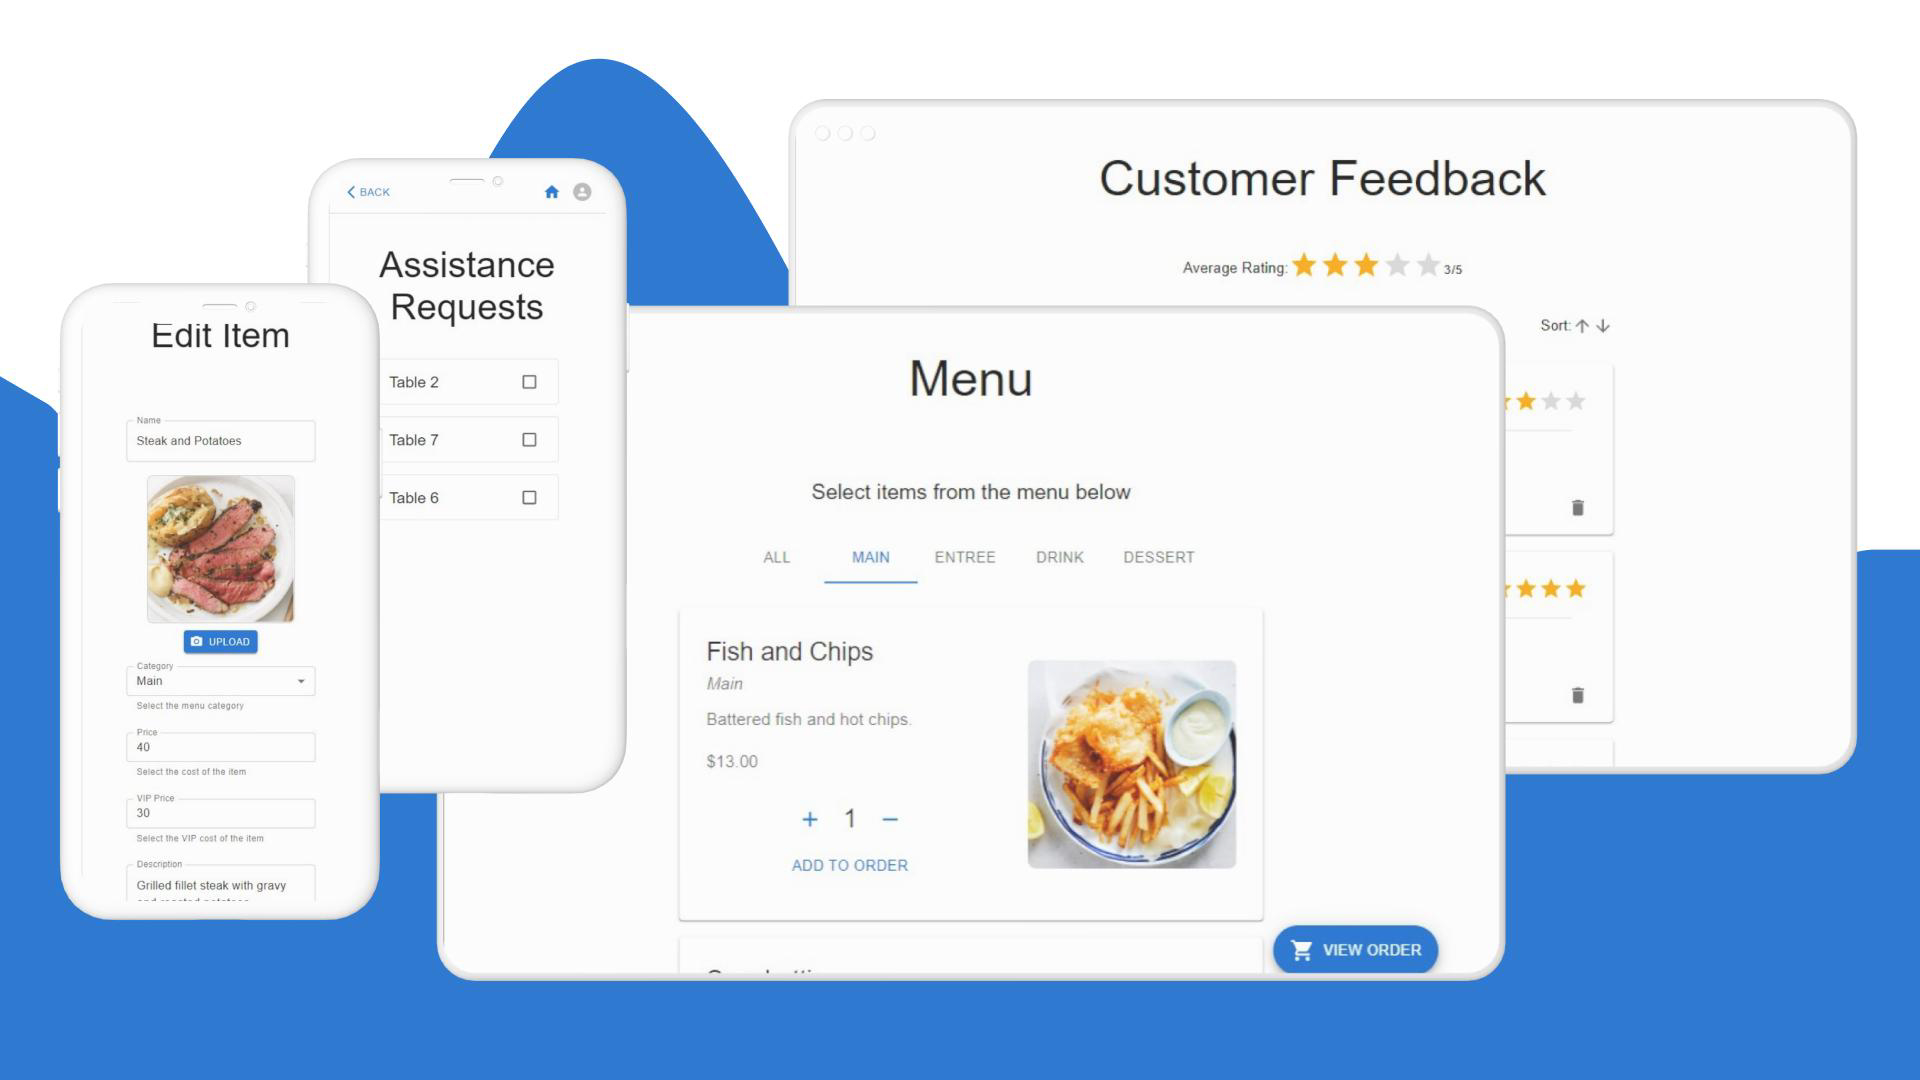 Edit Item
Name
Steak and Potatoes
UPLOAD
Category
Main
Select the menu category
Price
40
Select the cost of the item
VIP Price
30
Select the VIP cost of the item
Description
Grilled fillet steak with gravy
BACK
Assistance
Requests
Table 2
Table 7
Table 6
Menu
Select items from the menu below
ALL MAIN ENTREE DRINK DESSERT
Fish and Chips
Main
Battered fish and hot chips.
$13.00
+ 1 −
ADD TO ORDER
VIEW ORDER
Customer Feedback
Average Rating: 3/5
Sort: